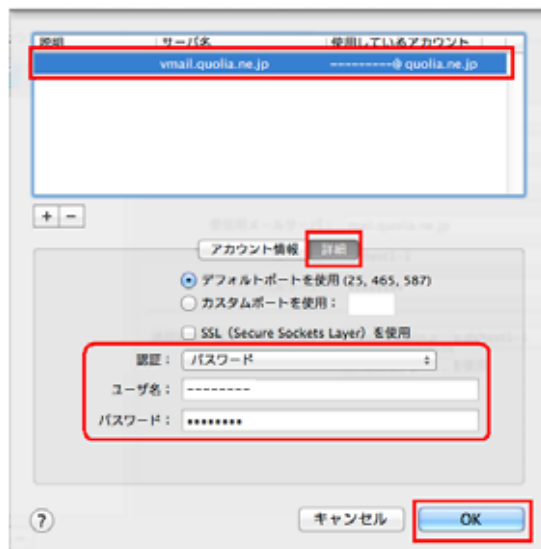 説明 サーバ名 使用しているアカウント
vmail.quolia.ne.jp ---------@ quolia.ne.jp
+ -
アカウント情報 詳細
デフォルトポートを使用 (25, 465, 587)
カスタムポートを使用：
SSL（Secure Sockets Layer）を使用
認証： パスワード
ユーザ名： --------
パスワード： ••••••••
? キャンセル OK